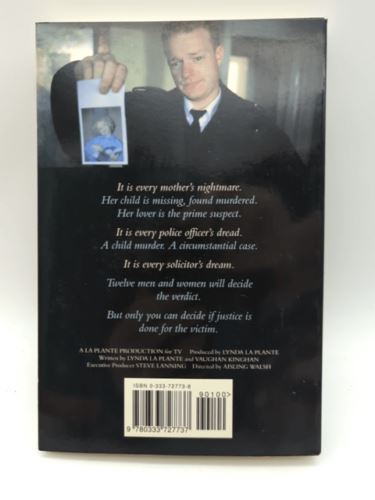 It is every mother's nightmare.
Her child is missing, found murdered.
Her lover is the prime suspect.
It is every police officer's dread.
A child murder. A circumstantial case.
It is every solicitor's dream.
Twelve men and women will decide
the verdict.
But only you can decide if justice is
done for the victim.
A LA PLANTE PRODUCTION for TV Produced by LYNDA LA PLANTE
Written by LYNDA LA PLANTE and VAUGHAN KINGHAN
Executive Producer STEVE LANNING Directed by AISLING WALSH
ISBN 0-333-72773-8
90100>
9 780333 727737